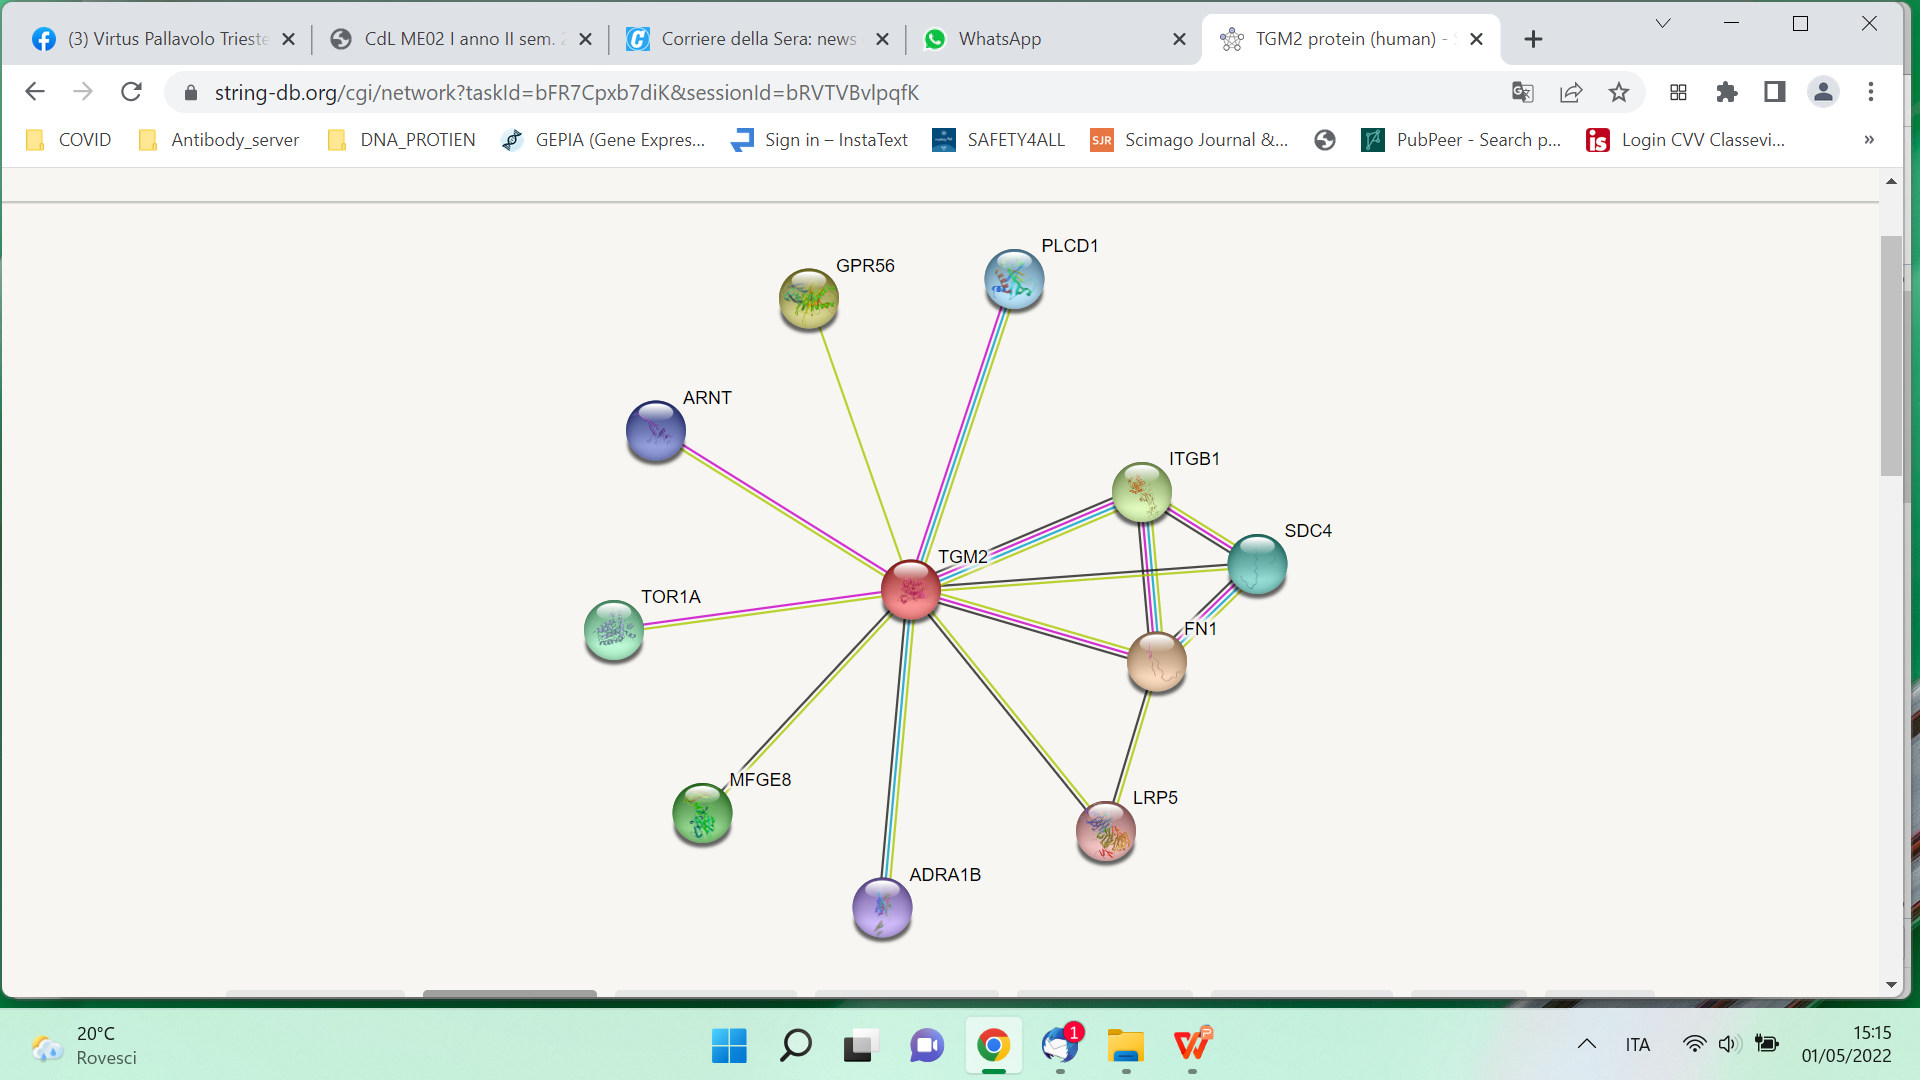 (3) Virtus Pallavolo Trieste
CdL ME02 I anno II sem. 2
Corriere della Sera: news
WhatsApp
TGM2 protein (human) -
string-db.org/cgi/network?taskId=bFR7Cpxb7diK&sessionId=bRVTVBvlpqfK
COVID
Antibody_server
DNA_PROTIEN
GEPIA (Gene Expres...
Sign in – InstaText
SAFETY4ALL
SJR
Scimago Journal &...
PubPeer - Search p...
is
Login CVV Classevi...
»
PLCD1
GPR56
ARNT
ITGB1
SDC4
TGM2
TOR1A
FN1
MFGE8
LRP5
ADRA1B
20°C
Rovesci
1
ITA
15:15
01/05/2022